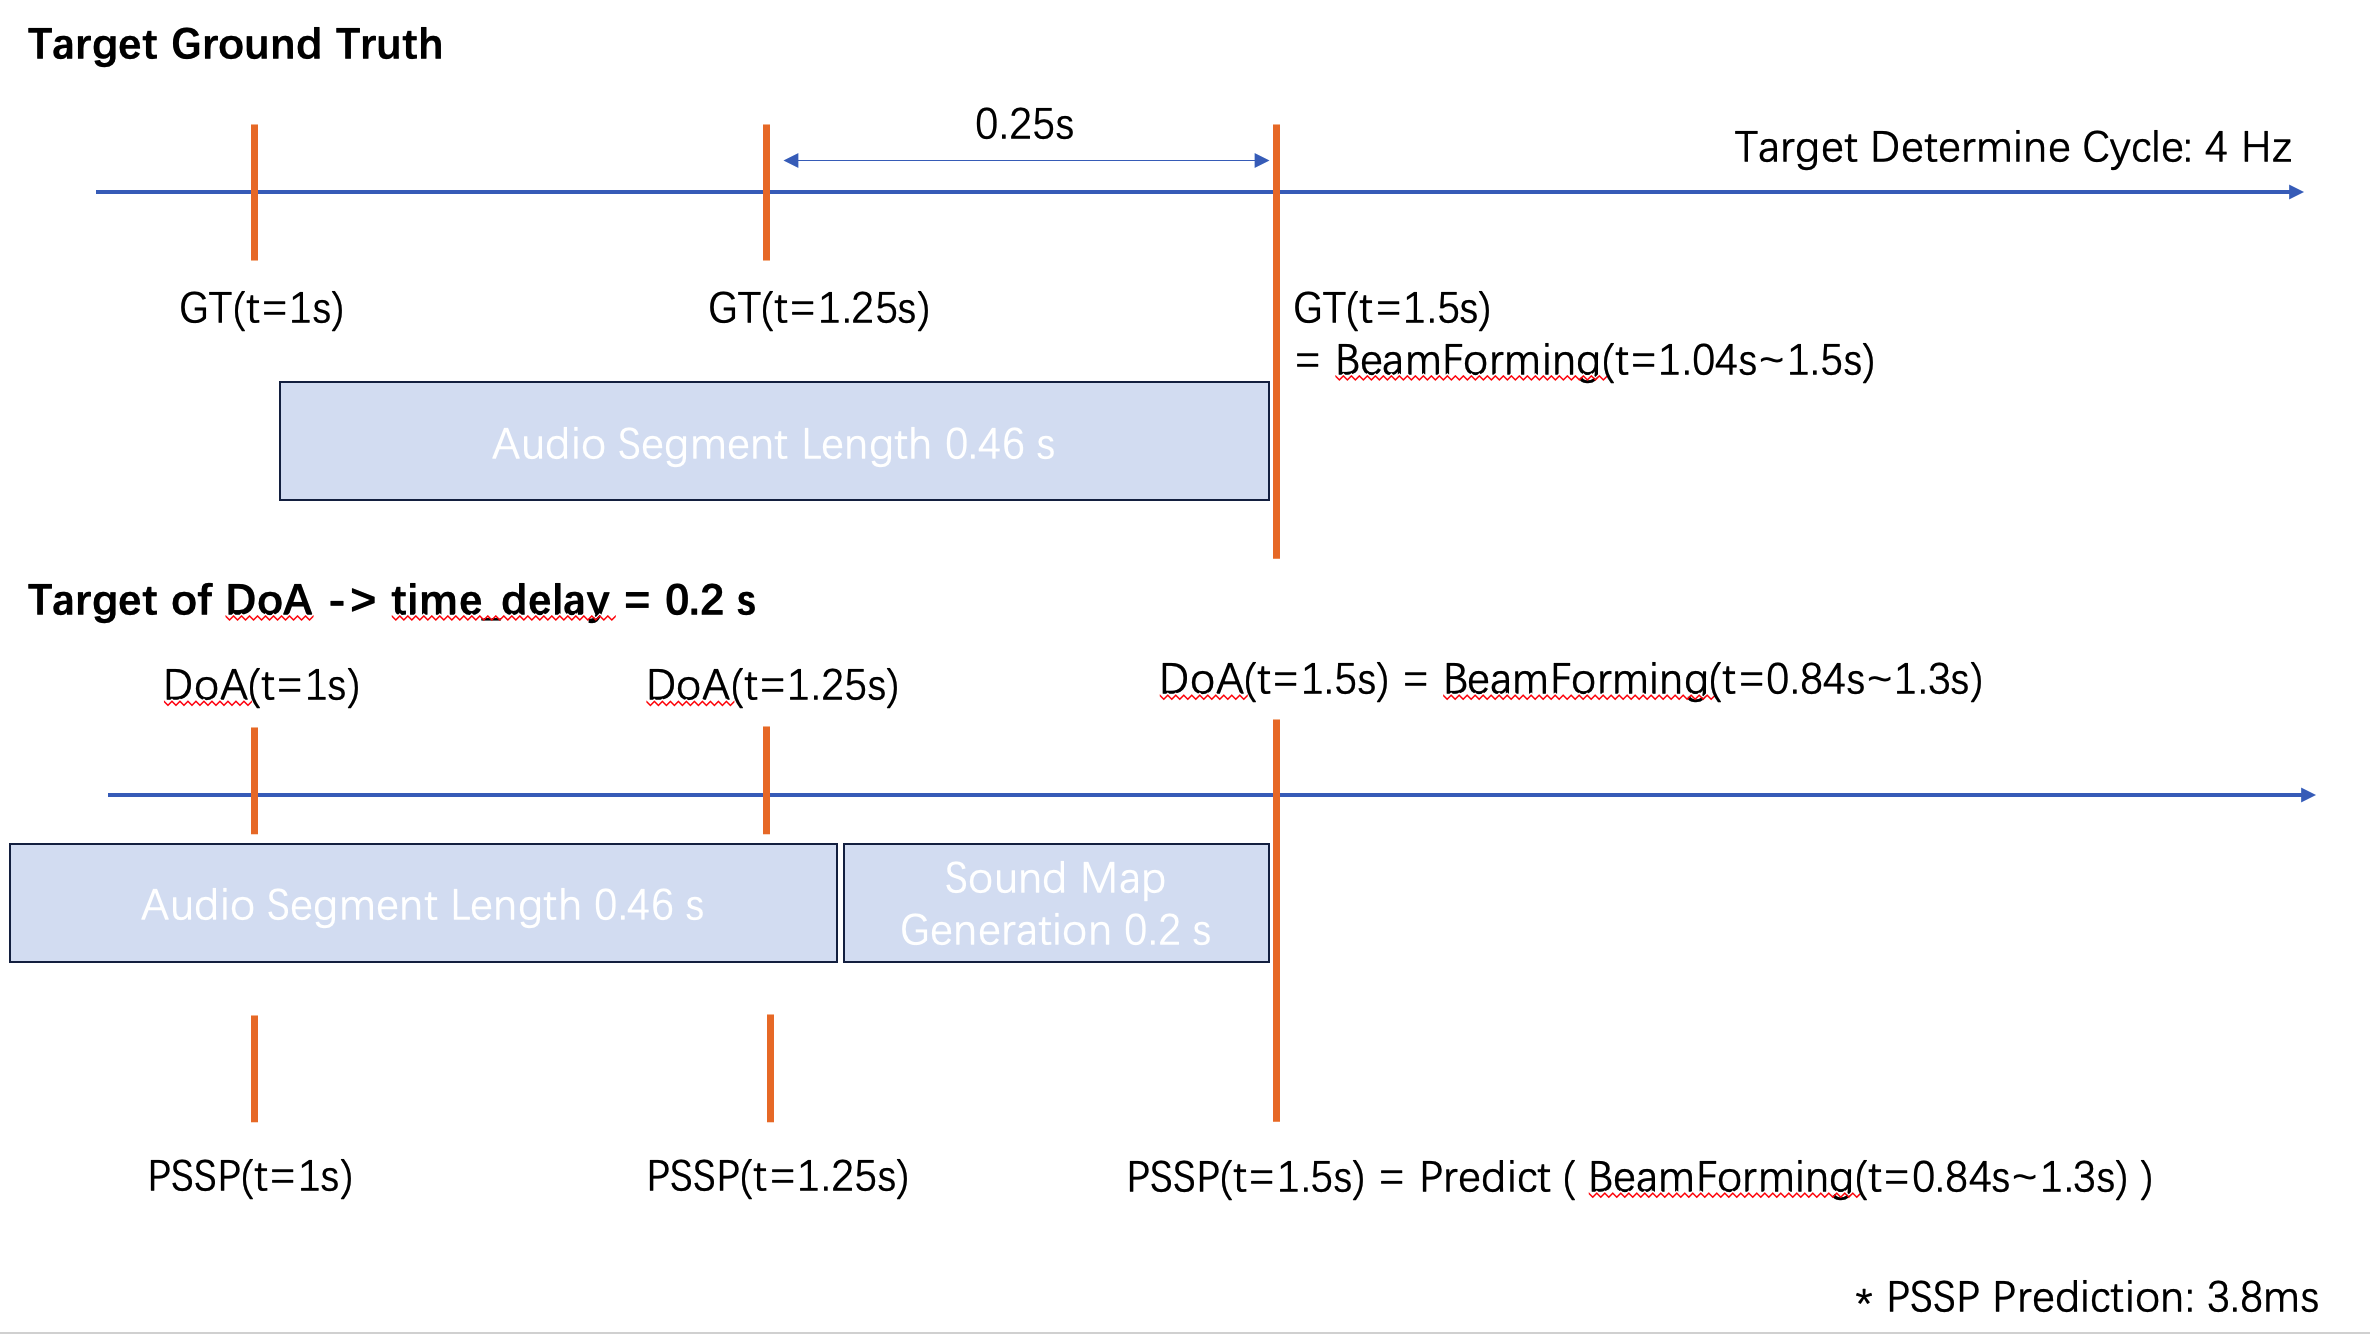 Target Ground Truth
0.25s
Target Determine Cycle: 4 Hz
GT(t=1s)
GT(t=1.25s)
GT(t=1.5s)
= BeamForming(t=1.04s~1.5s)
Audio Segment Length 0.46 s
Target of DoA -> time_delay = 0.2 s
DoA(t=1s)
DoA(t=1.25s)
DoA(t=1.5s) = BeamForming(t=0.84s~1.3s)
Audio Segment Length 0.46 s
Sound Map
Generation 0.2 s
PSSP(t=1s)
PSSP(t=1.25s)
PSSP(t=1.5s) = Predict ( BeamForming(t=0.84s~1.3s) )
* PSSP Prediction: 3.8ms